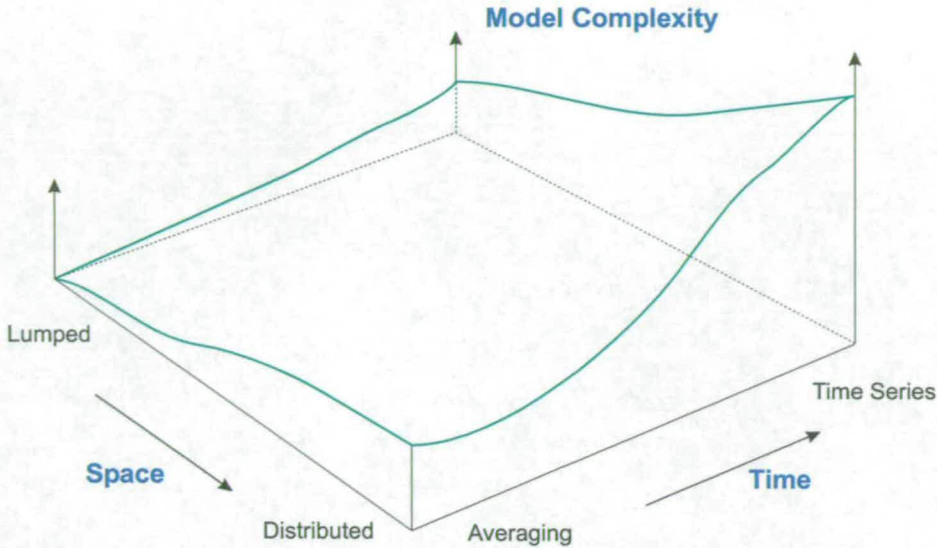 Model Complexity
Lumped
Time Series
Space
Time
Distributed
Averaging